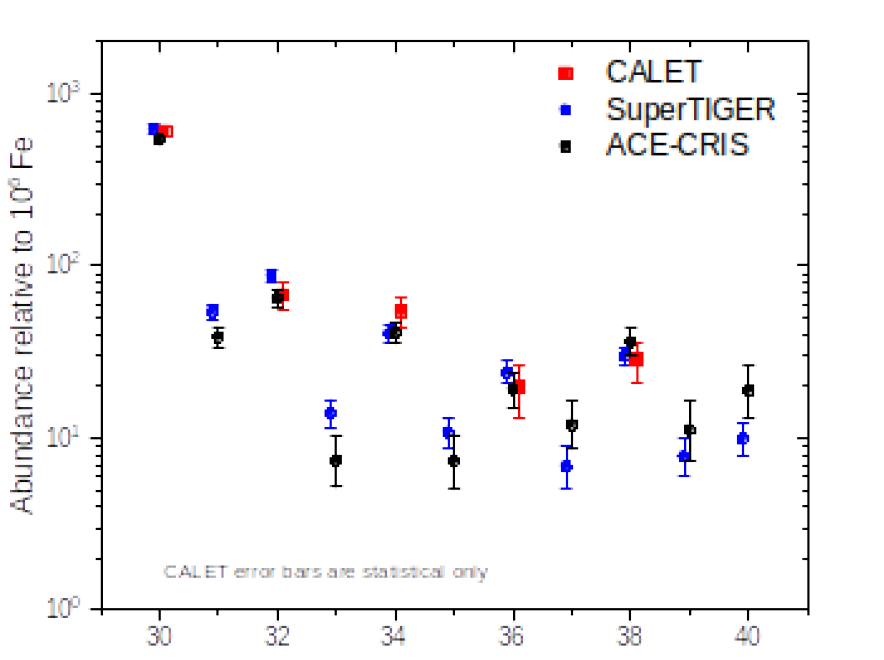 CALET
SuperTIGER
ACE-CRIS
Abundance relative to 10⁶ Fe
10³
10²
10¹
10⁰
CALET error bars are statistical only
30 32 34 36 38 40